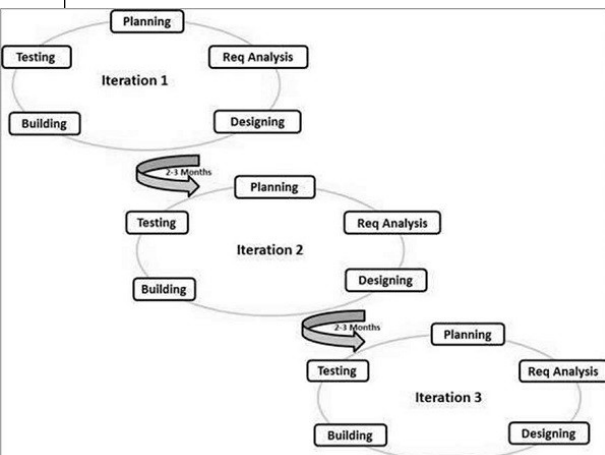 Planning
Testing
Req Analysis
Iteration 1
Building
Designing
2-3 Months
Planning
Testing
Req Analysis
Iteration 2
Building
Designing
2-3 Months
Planning
Testing
Req Analysis
Iteration 3
Building
Designing